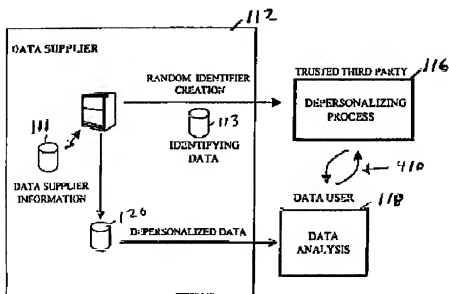 112
DATA SUPPLIER
RANDOM IDENTIFIER
CREATION
TRUSTED THIRD PARTY
116
DEPERSONALIZING
PROCESS
111
113
IDENTIFYING
DATA
DATA SUPPLIER
INFORMATION
410
DATA USER
118
120
DEPERSONALIZED DATA
DATA
ANALYSIS